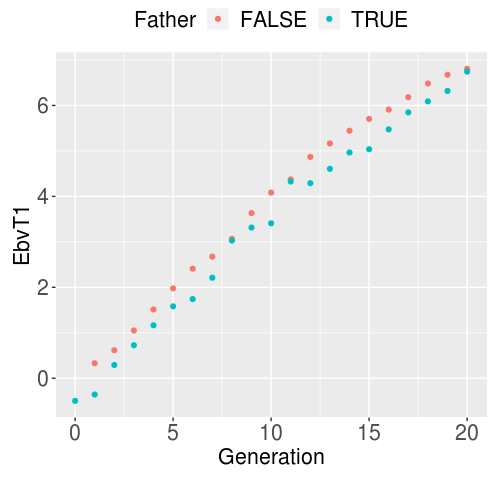 Father FALSE TRUE
EbvT1
6
4
2
0
0 5 10 15 20
Generation